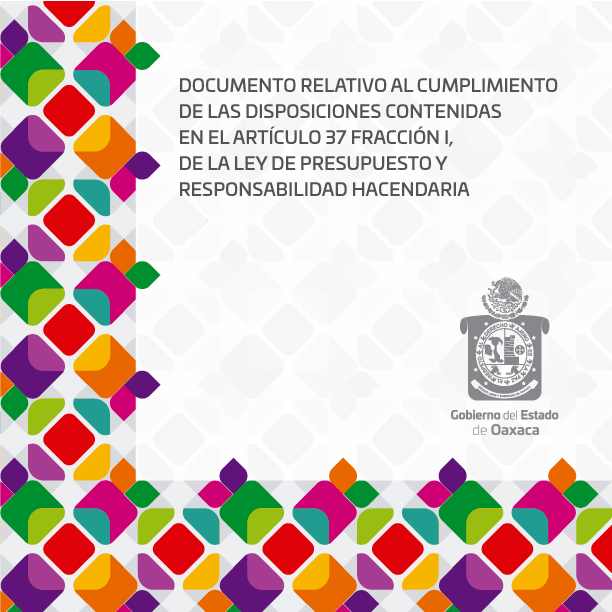 DOCUMENTO RELATIVO AL CUMPLIMIENTO
DE LAS DISPOSICIONES CONTENIDAS
EN EL ARTÍCULO 37 FRACCIÓN I,
DE LA LEY DE PRESUPUESTO Y
RESPONSABILIDAD HACENDARIA
Gobierno del Estado
de Oaxaca